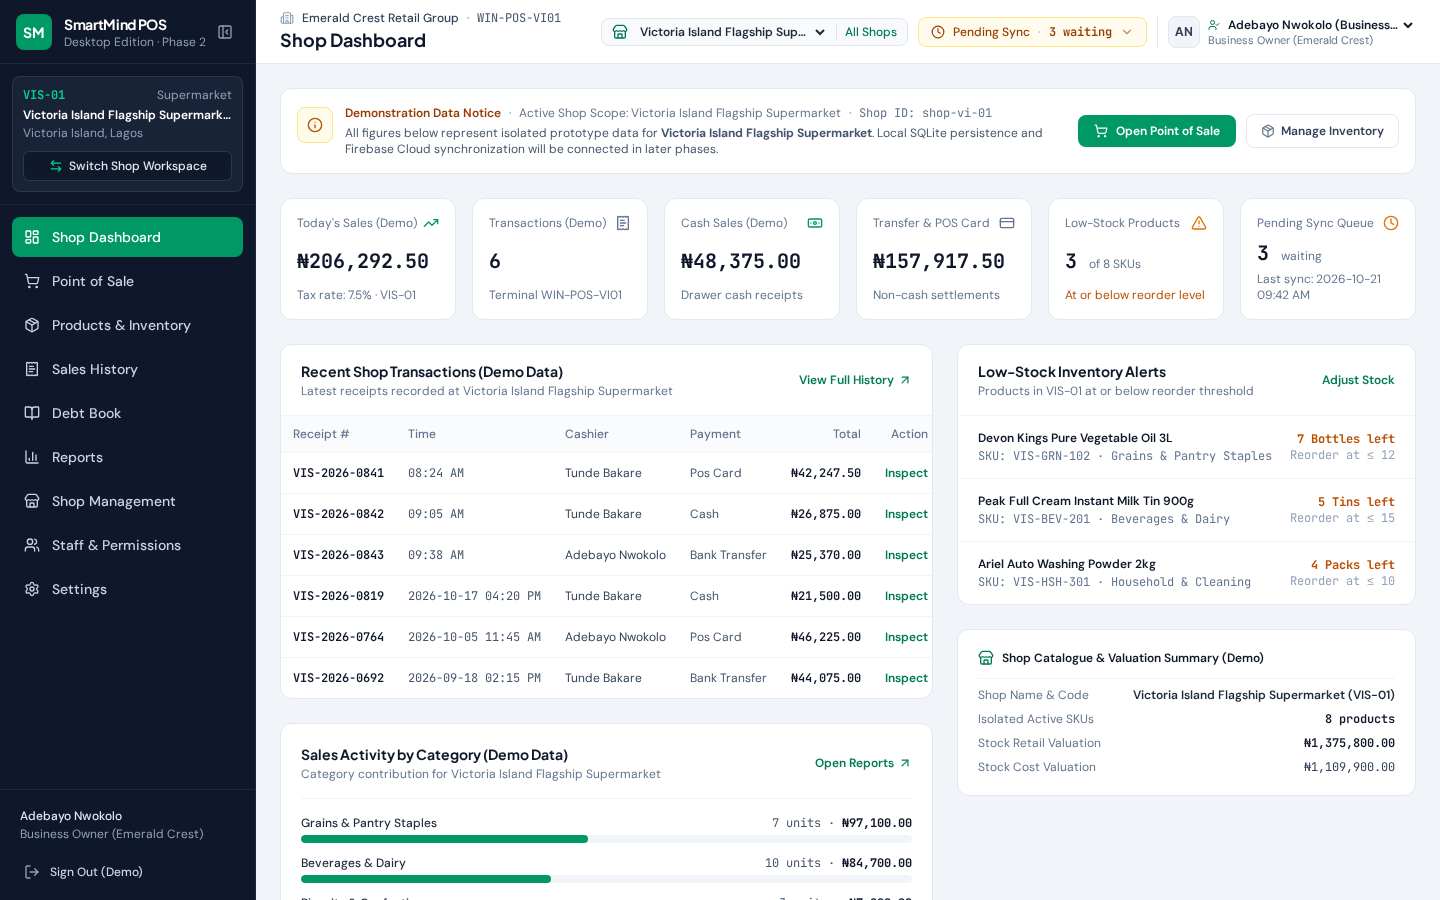 SM
SmartMind POS
Desktop Edition · Phase 2
VIS-01
Supermarket
Victoria Island Flagship Supermark...
Victoria Island, Lagos
Switch Shop Workspace
Shop Dashboard
Point of Sale
Products & Inventory
Sales History
Debt Book
Reports
Shop Management
Staff & Permissions
Settings
Adebayo Nwokolo
Business Owner (Emerald Crest)
Sign Out (Demo)
Emerald Crest Retail Group · WIN-POS-VI01
Shop Dashboard
Victoria Island Flagship Sup...
All Shops
Pending Sync · 3 waiting
AN
Adebayo Nwokolo (Business...
Business Owner (Emerald Crest)
Demonstration Data Notice · Active Shop Scope: Victoria Island Flagship Supermarket · Shop ID: shop-vi-01
All figures below represent isolated prototype data for Victoria Island Flagship Supermarket. Local SQLite persistence and
Firebase Cloud synchronization will be connected in later phases.
Open Point of Sale
Manage Inventory
Today's Sales (Demo)
₦206,292.50
Tax rate: 7.5% · VIS-01
Transactions (Demo)
6
Terminal WIN-POS-VI01
Cash Sales (Demo)
₦48,375.00
Drawer cash receipts
Transfer & POS Card
₦157,917.50
Non-cash settlements
Low-Stock Products
3 of 8 SKUs
At or below reorder level
Pending Sync Queue
3 waiting
Last sync: 2026-10-21
09:42 AM
Recent Shop Transactions (Demo Data)
Latest receipts recorded at Victoria Island Flagship Supermarket
View Full History
Receipt # Time Cashier Payment Total Action
VIS-2026-0841 08:24 AM Tunde Bakare Pos Card ₦42,247.50 Inspect
VIS-2026-0842 09:05 AM Tunde Bakare Cash ₦26,875.00 Inspect
VIS-2026-0843 09:38 AM Adebayo Nwokolo Bank Transfer ₦25,370.00 Inspect
VIS-2026-0819 2026-10-17 04:20 PM Tunde Bakare Cash ₦21,500.00 Inspect
VIS-2026-0764 2026-10-05 11:45 AM Adebayo Nwokolo Pos Card ₦46,225.00 Inspect
VIS-2026-0692 2026-09-18 02:15 PM Tunde Bakare Bank Transfer ₦44,075.00 Inspect
Sales Activity by Category (Demo Data)
Category contribution for Victoria Island Flagship Supermarket
Open Reports
Grains & Pantry Staples 7 units · ₦97,100.00
Beverages & Dairy 10 units · ₦84,700.00
Low-Stock Inventory Alerts
Products in VIS-01 at or below reorder threshold
Adjust Stock
Devon Kings Pure Vegetable Oil 3L 7 Bottles left
SKU: VIS-GRN-102 · Grains & Pantry Staples Reorder at ≤ 12
Peak Full Cream Instant Milk Tin 900g 5 Tins left
SKU: VIS-BEV-201 · Beverages & Dairy Reorder at ≤ 15
Ariel Auto Washing Powder 2kg 4 Packs left
SKU: VIS-HSH-301 · Household & Cleaning Reorder at ≤ 10
Shop Catalogue & Valuation Summary (Demo)
Shop Name & Code Victoria Island Flagship Supermarket (VIS-01)
Isolated Active SKUs 8 products
Stock Retail Valuation ₦1,375,800.00
Stock Cost Valuation ₦1,109,900.00